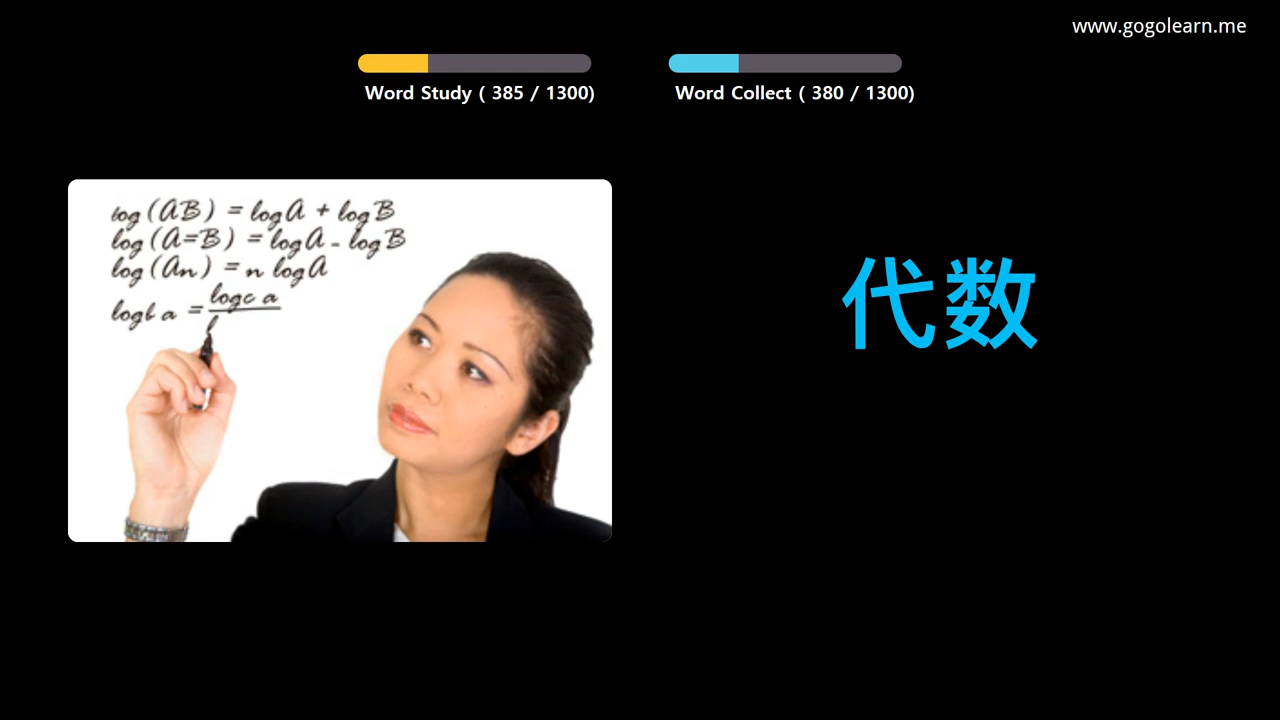 www.gogolearn.me
Word Study ( 385 / 1300)
Word Collect ( 380 / 1300)
log (AB) = log A + log B
log (A=B) = log A - log B
log (An) = n log A
logb a = logc a
代数